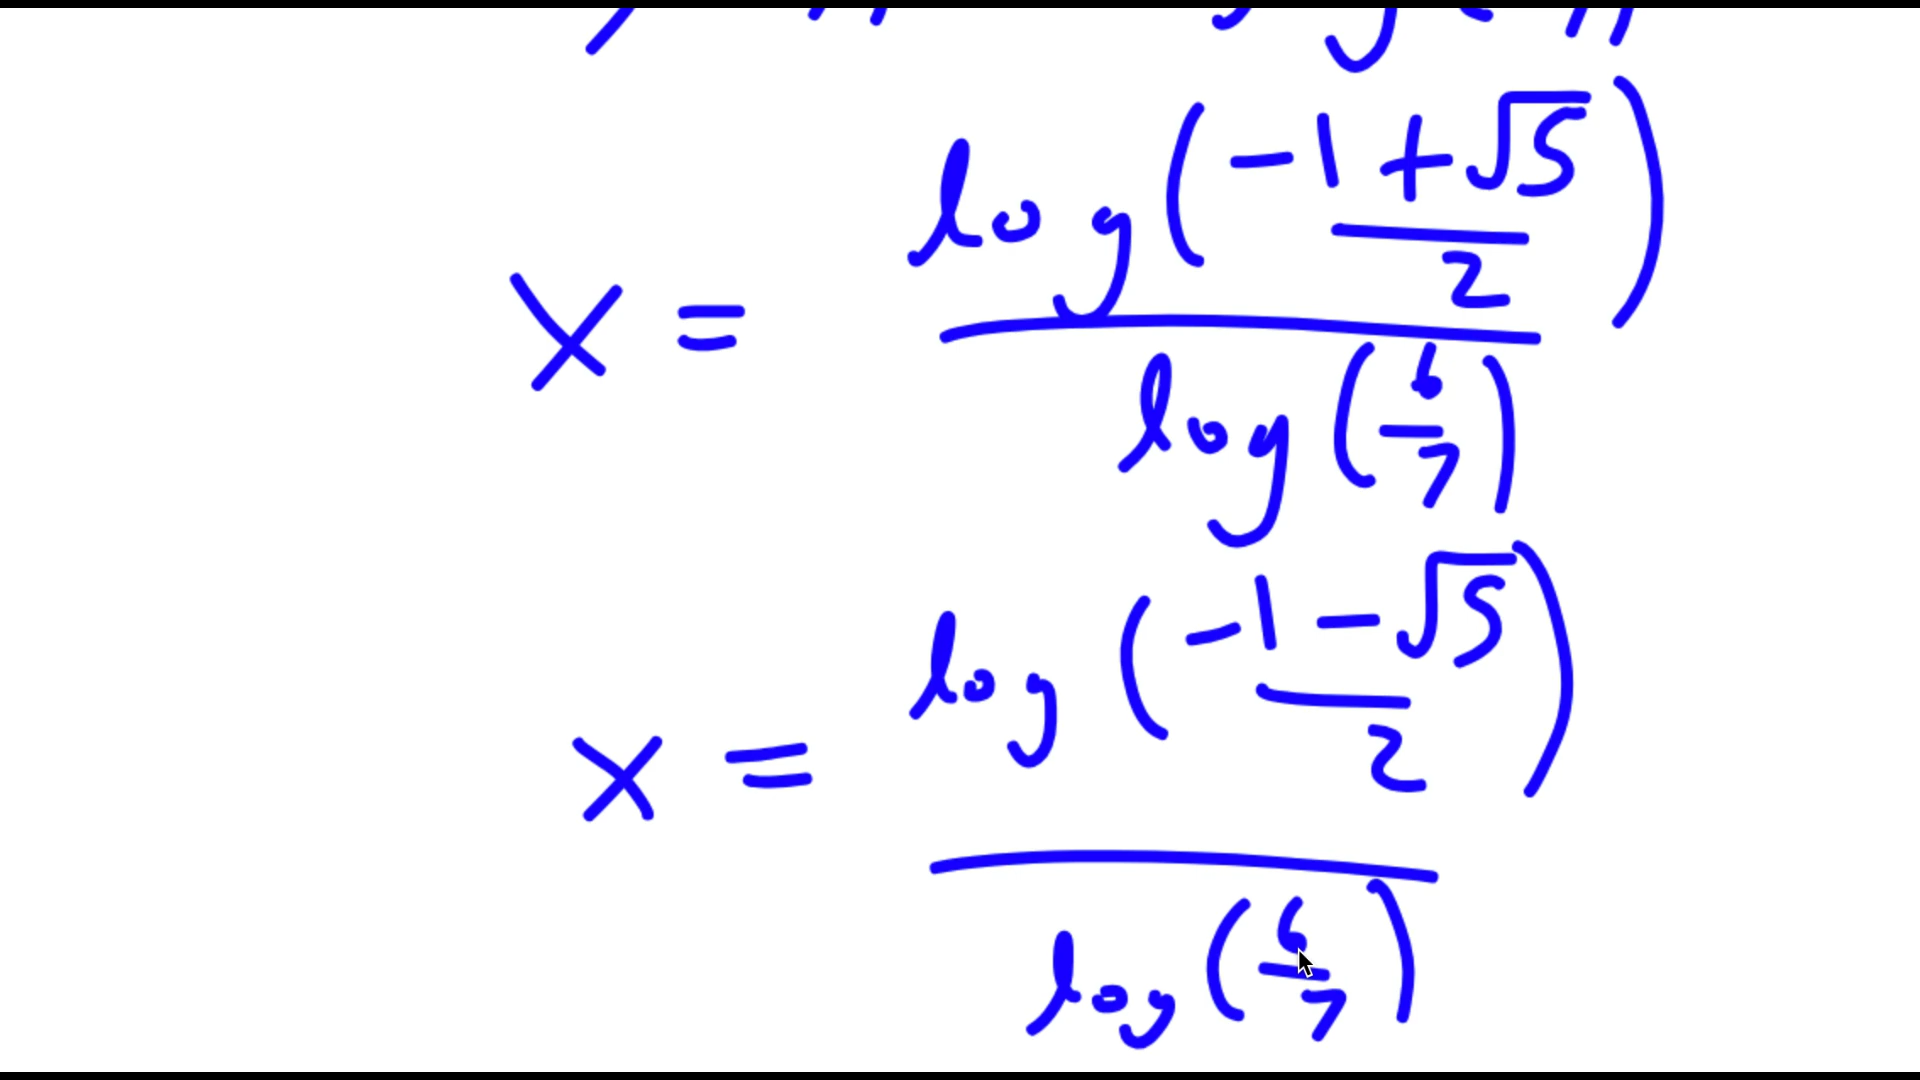 x = log(-1+√5/2)/log(6/7)
x = log(-1-√5/2)/log(6/7)